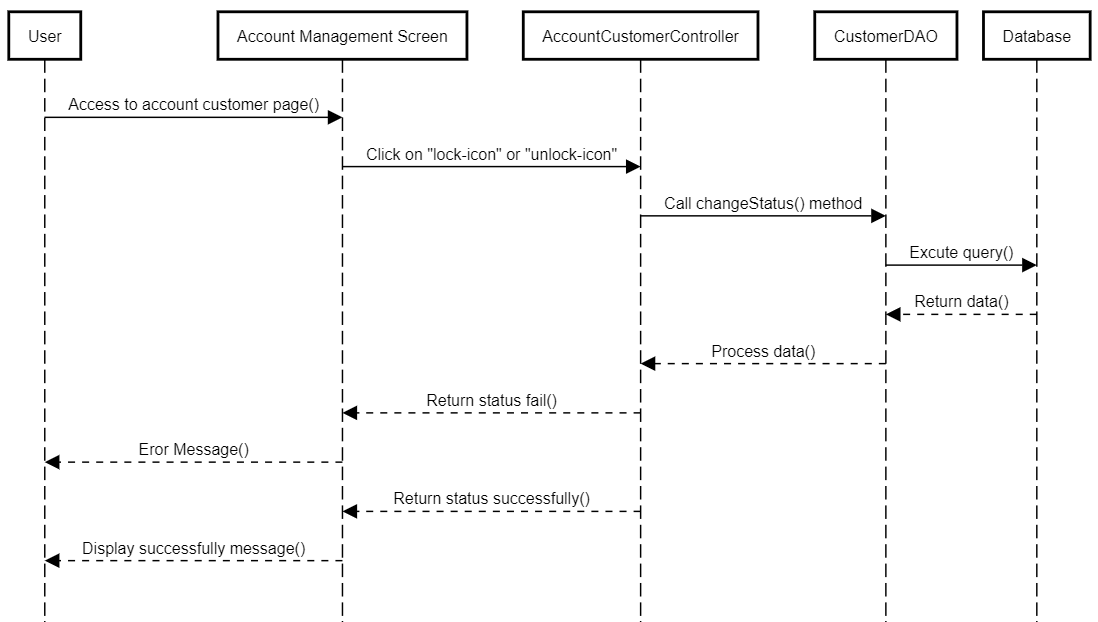 User
Account Management Screen
AccountCustomerController
CustomerDAO
Database
Access to account customer page()
Click on "lock-icon" or "unlock-icon"
Call changeStatus() method
Excute query()
Return data()
Process data()
Return status fail()
Eror Message()
Return status successfully()
Display successfully message()